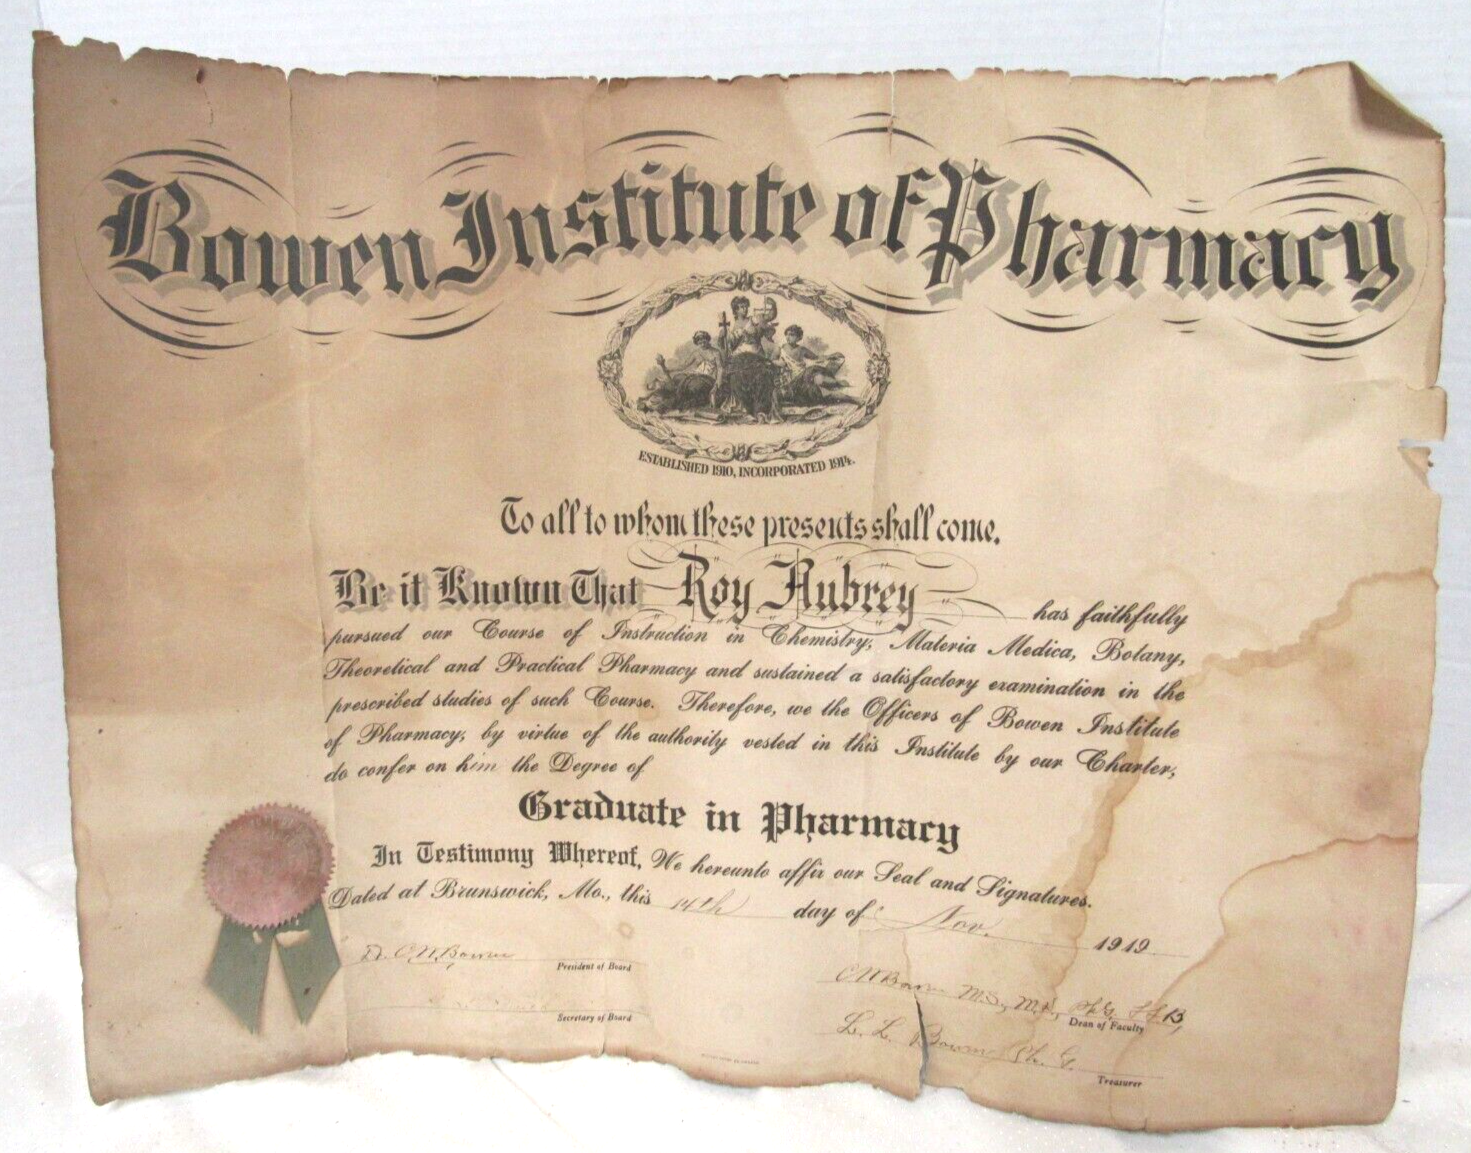 Bowen Institute of Pharmacy
ESTABLISHED 1910, INCORPORATED 1914.
To all to whom these presents shall come,
Be it Known That Roy Aubrey has faithfully
pursued our Course of Instruction in Chemistry, Materia Medica, Botany,
Theoretical and Practical Pharmacy and sustained a satisfactory examination in the
prescribed studies of such Course. Therefore, we the Officers of Bowen Institute
of Pharmacy, by virtue of the authority vested in this Institute by our Charter,
do confer on him the Degree of
Graduate in Pharmacy
In Testimony Whereof, We hereunto affix our Seal and Signatures.
Dated at Brunswick, Mo., this 14th day of Nov. 1919
President of Board
C W Bowen M.S., M.D., Ph.G.
Dean of Faculty
Secretary of Board
L. L. Bowen Ph. G.
Treasurer